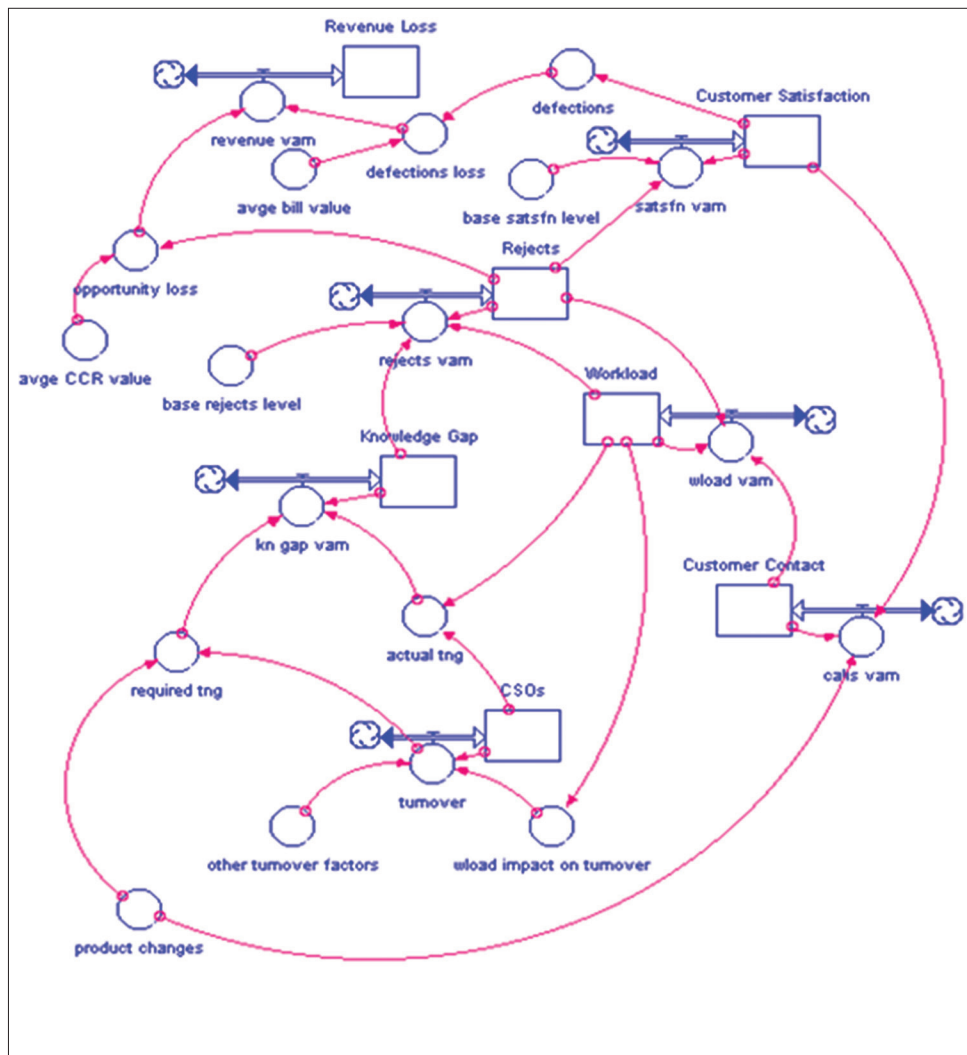 Revenue Loss
defections
Customer Satisfaction
revenue vam
defections loss
avge bill value
base satsfn level
satsfn vam
Rejects
opportunity loss
rejects vam
avge CCR value
base rejects level
Workload
Knowledge Gap
wload vam
kn gap vam
Customer Contact
actual tng
required tng
calls vam
CSOs
turnover
other turnover factors
wload impact on turnover
product changes